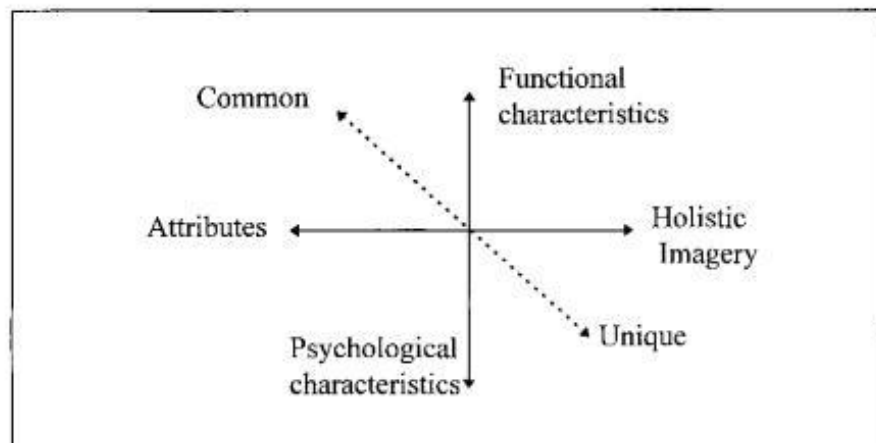 Functional
characteristics
Common
Attributes
Holistic
Imagery
Unique
Psychological
characteristics